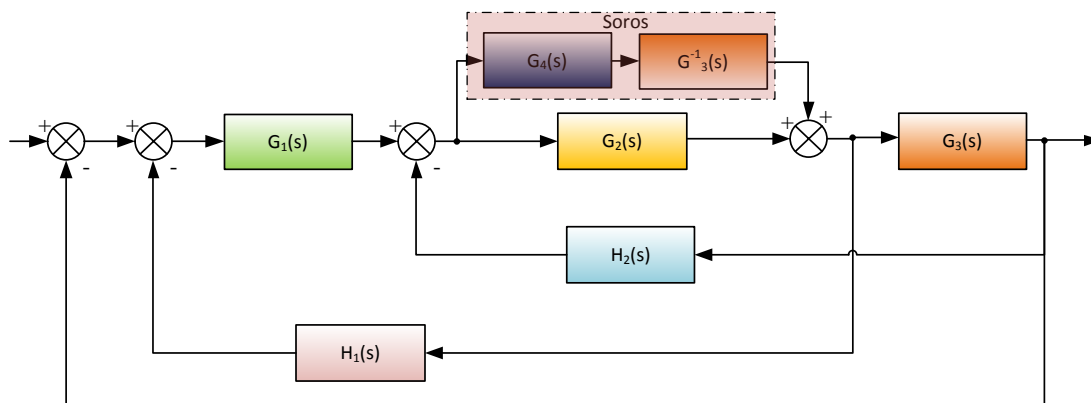 Soros
G₄(s)
G⁻¹₃(s)
+
+
+
+
+
G₁(s)
G₂(s)
G₃(s)
-
-
-
H₂(s)
H₁(s)